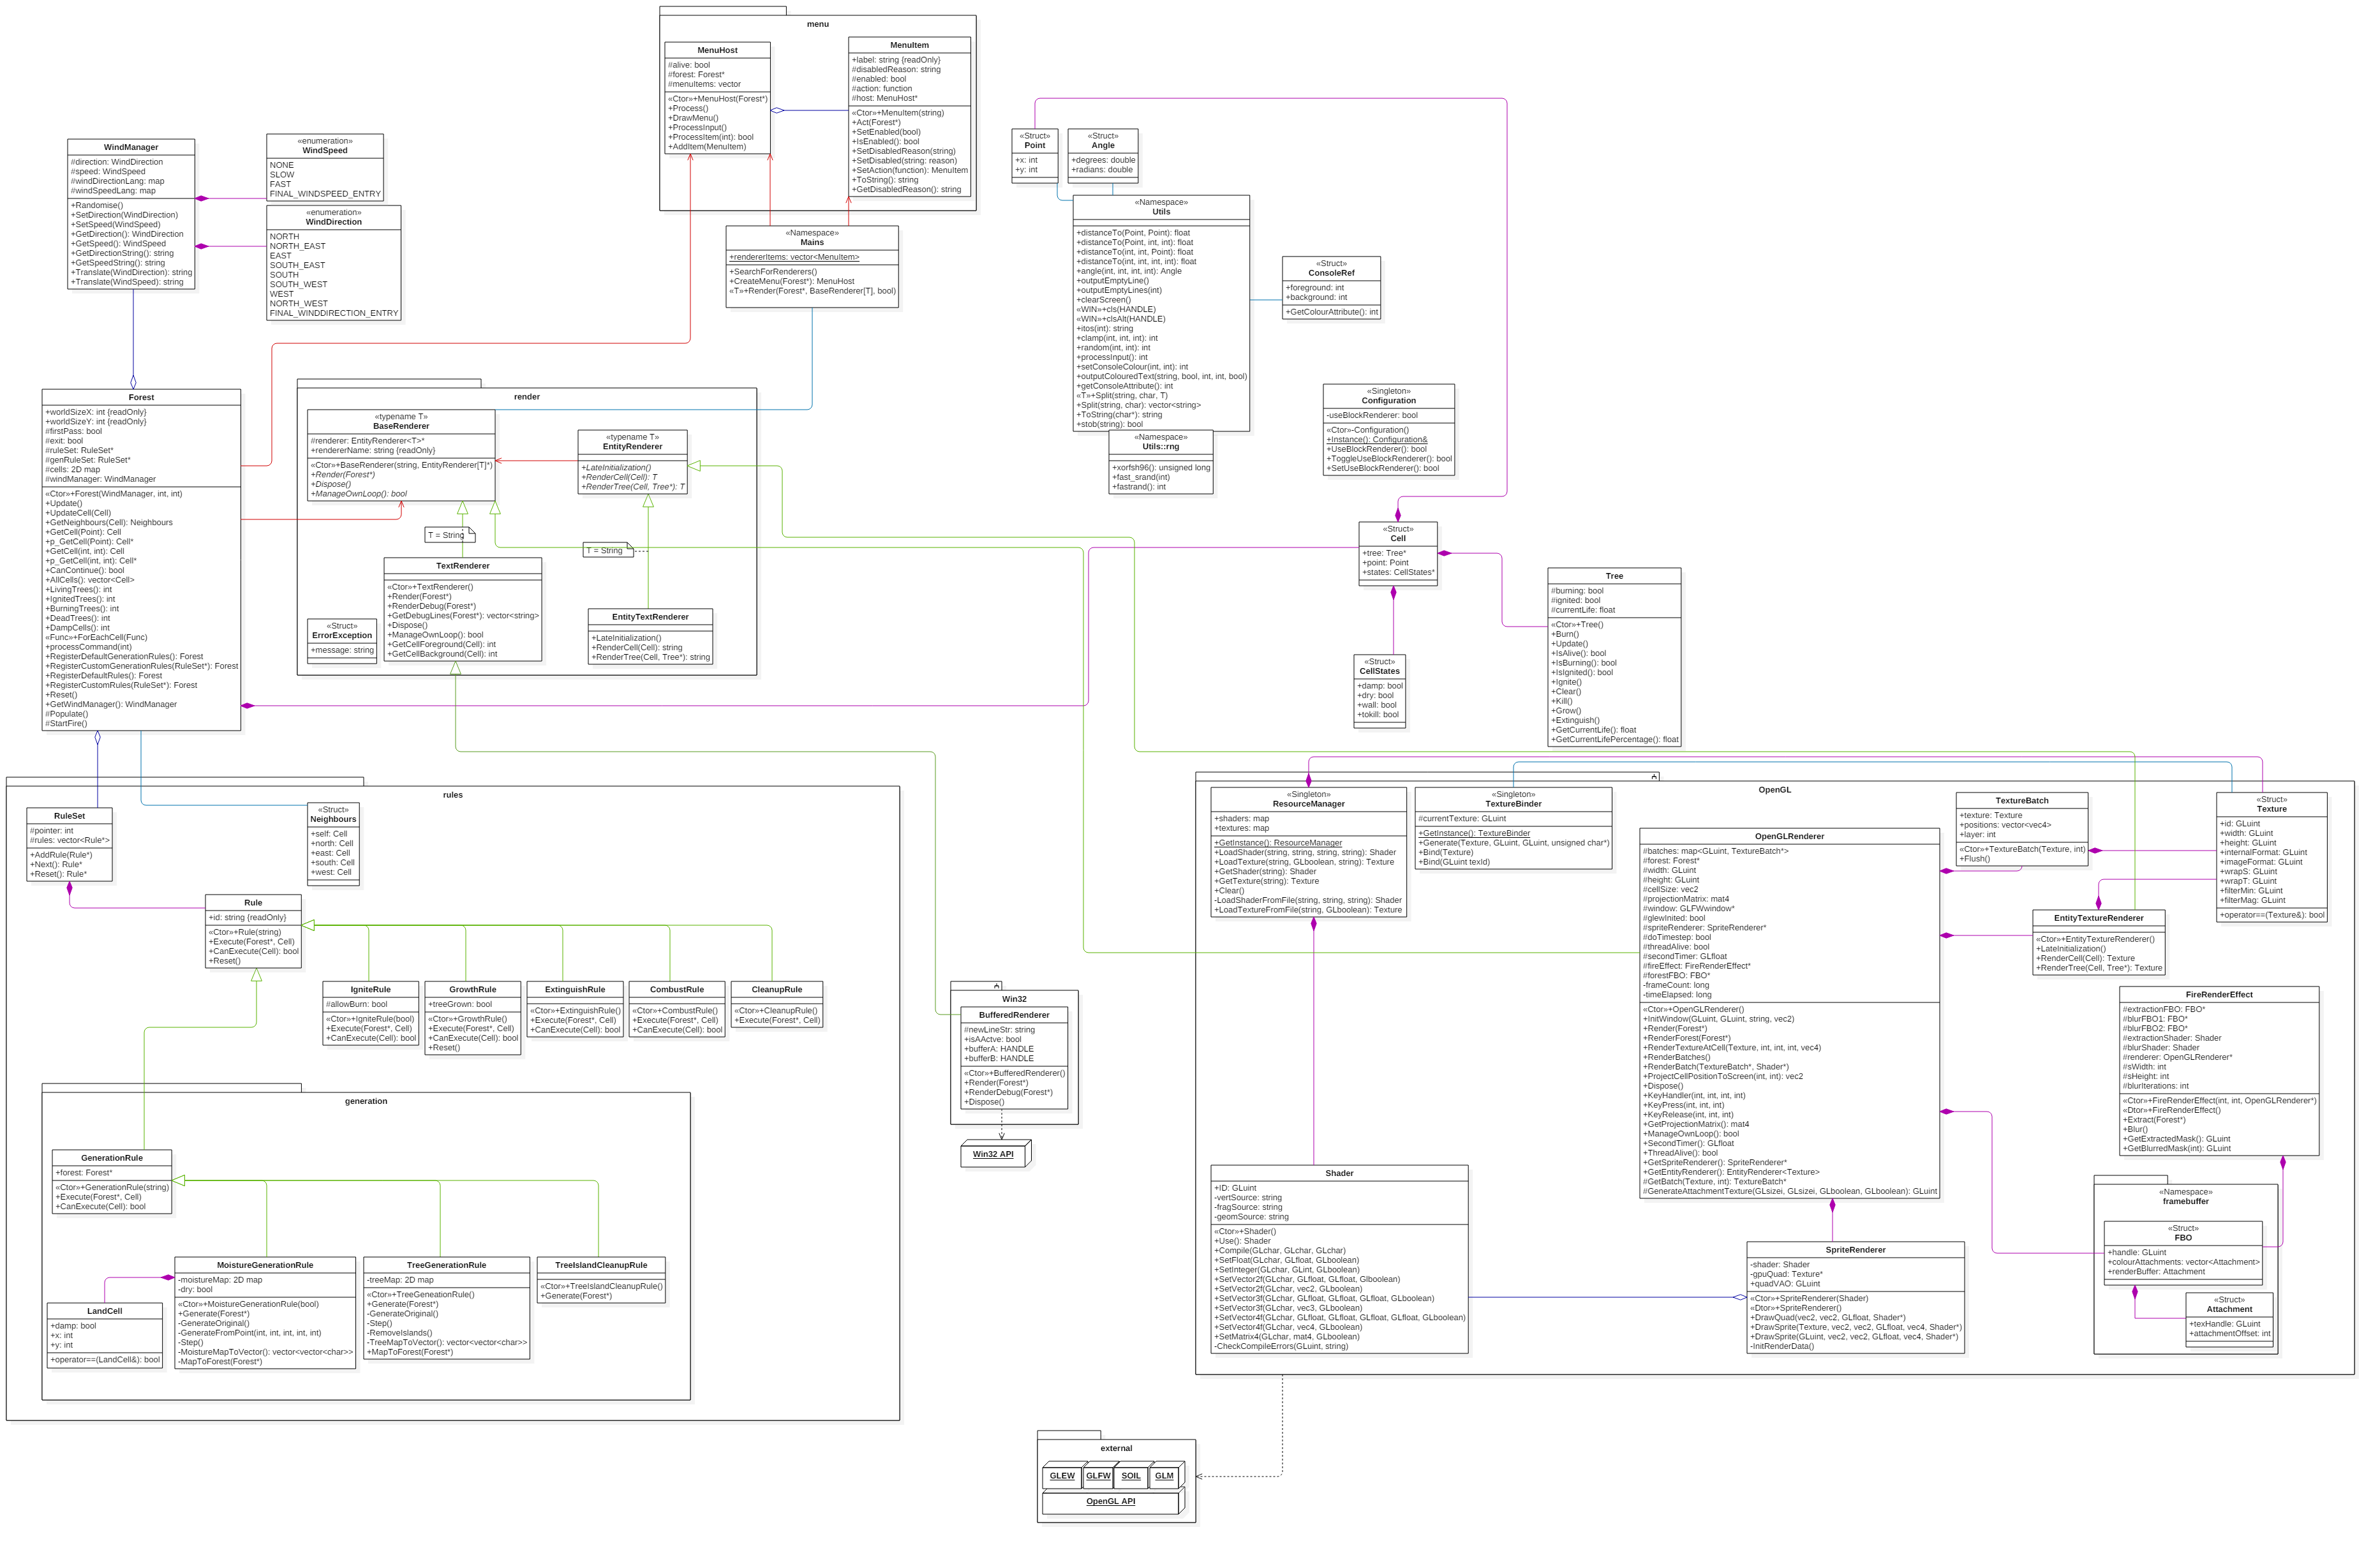 menu
MenuHost
#alive: bool
#forest: Forest*
#menuItems: vector
«Ctor»+MenuHost(Forest*)
+Process()
+DrawMenu()
+ProcessInput()
+ProcessItem(int): bool
+AddItem(MenuItem)
MenuItem
+label: string {readOnly}
#disabledReason: string
#enabled: bool
#action: function
#host: MenuHost*
«Ctor»+MenuItem(string)
+Act(Forest*)
+SetEnabled(bool)
+IsEnabled(): bool
+SetDisabledReason(string)
+SetDisabled(string: reason)
+SetAction(function): MenuItem
+ToString(): string
+GetDisabledReason(): string
WindManager
#direction: WindDirection
#speed: WindSpeed
#windDirectionLang: map
#windSpeedLang: map
+Randomise()
+SetDirection(WindDirection)
+SetSpeed(WindSpeed)
+GetDirection(): WindDirection
+GetSpeed(): WindSpeed
+GetDirectionString(): string
+GetSpeedString(): string
+Translate(WindDirection): string
+Translate(WindSpeed): string
«enumeration»
WindSpeed
NONE
SLOW
FAST
FINAL_WINDSPEED_ENTRY
«enumeration»
WindDirection
NORTH
NORTH_EAST
EAST
SOUTH_EAST
SOUTH
SOUTH_WEST
WEST
NORTH_WEST
FINAL_WINDDIRECTION_ENTRY
«Namespace»
Mains
+rendererItems: vector<MenuItem>
+SearchForRenderers()
+CreateMenu(Forest*): MenuHost
«T»+Render(Forest*, BaseRenderer[T], bool)
«Struct»
Point
+x: int
+y: int
«Struct»
Angle
+degrees: double
+radians: double
«Namespace»
Utils
+distanceTo(Point, Point): float
+distanceTo(Point, int, int): float
+distanceTo(int, int, Point): float
+distanceTo(int, int, int, int): float
+angle(int, int, int, int): Angle
+outputEmptyLine()
+outputEmptyLines(int)
+clearScreen()
«WIN»+cls(HANDLE)
«WIN»+clsAlt(HANDLE)
+itos(int): string
+clamp(int, int, int): int
+random(int, int): int
+processInput(): int
+setConsoleColour(int, int): int
+outputColouredText(string, bool, int, int, bool)
+getConsoleAttribute(): int
«T»+Split(string, char, T)
+Split(string, char): vector<string>
+ToString(char*): string
+stob(string): bool
«Namespace»
Utils::rng
+xorfsh96(): unsigned long
+fast_srand(int)
+fastrand(): int
«Struct»
ConsoleRef
+foreground: int
+background: int
+GetColourAttribute(): int
«Singleton»
Configuration
-useBlockRenderer: bool
«Ctor»-Configuration()
+Instance(): Configuration&
+UseBlockRenderer(): bool
+ToggleUseBlockRenderer(): bool
+SetUseBlockRenderer(): bool
Forest
+worldSizeX: int {readOnly}
+worldSizeY: int {readOnly}
#firstPass: bool
#exit: bool
#ruleSet: RuleSet*
#genRuleSet: RuleSet*
#cells: 2D map
#windManager: WindManager
«Ctor»+Forest(WindManager, int, int)
+Update()
+UpdateCell(Cell)
+GetNeighbours(Cell): Neighbours
+GetCell(Point): Cell
+p_GetCell(Point): Cell*
+GetCell(int, int): Cell
+p_GetCell(int, int): Cell*
+CanContinue(): bool
+AllCells(): vector<Cell>
+LivingTrees(): int
+IgnitedTrees(): int
+BurningTrees(): int
+DeadTrees(): int
+DampCells(): int
«Func»+ForEachCell(Func)
+processCommand(int)
+RegisterDefaultGenerationRules(): Forest
+RegisterCustomGenerationRules(RuleSet*): Forest
+RegisterDefaultRules(): Forest
+RegisterCustomRules(RuleSet*): Forest
+Reset()
+GetWindManager(): WindManager
#Populate()
#StartFire()
render
«typename T»
BaseRenderer
#renderer: EntityRenderer<T>*
+rendererName: string {readOnly}
«Ctor»+BaseRenderer(string, EntityRenderer[T]*)
+Render(Forest*)
+Dispose()
+ManageOwnLoop(): bool
«typename T»
EntityRenderer
+LateInitialization()
+RenderCell(Cell): T
+RenderTree(Cell, Tree*): T
T = String
T = String
TextRenderer
«Ctor»+TextRenderer()
+Render(Forest*)
+RenderDebug(Forest*)
+GetDebugLines(Forest*): vector<string>
+Dispose()
+ManageOwnLoop(): bool
+GetCellForeground(Cell): int
+GetCellBackground(Cell): int
EntityTextRenderer
+LateInitialization()
+RenderCell(Cell): string
+RenderTree(Cell, Tree*): string
«Struct»
ErrorException
+message: string
«Struct»
Cell
+tree: Tree*
+point: Point
+states: CellStates*
«Struct»
CellStates
+damp: bool
+dry: bool
+wall: bool
+tokill: bool
Tree
#burning: bool
#ignited: bool
#currentLife: float
«Ctor»+Tree()
+Burn()
+Update()
+IsAlive(): bool
+IsBurning(): bool
+IsIgnited(): bool
+Ignite()
+Clear()
+Kill()
+Grow()
+Extinguish()
+GetCurrentLife(): float
+GetCurrentLifePercentage(): float
rules
RuleSet
#pointer: int
#rules: vector<Rule*>
+AddRule(Rule*)
+Next(): Rule*
+Reset(): Rule*
«Struct»
Neighbours
+self: Cell
+north: Cell
+east: Cell
+south: Cell
+west: Cell
Rule
+id: string {readOnly}
«Ctor»+Rule(string)
+Execute(Forest*, Cell)
+CanExecute(Cell): bool
+Reset()
IgniteRule
#allowBurn: bool
«Ctor»+IgniteRule(bool)
+Execute(Forest*, Cell)
+CanExecute(Cell): bool
GrowthRule
+treeGrown: bool
«Ctor»+GrowthRule()
+Execute(Forest*, Cell)
+CanExecute(Cell): bool
+Reset()
ExtinguishRule
«Ctor»+ExtinguishRule()
+Execute(Forest*, Cell)
+CanExecute(Cell): bool
CombustRule
«Ctor»+CombustRule()
+Execute(Forest*, Cell)
+CanExecute(Cell): bool
CleanupRule
«Ctor»+CleanupRule()
+Execute(Forest*, Cell)
generation
GenerationRule
+forest: Forest*
«Ctor»+GenerationRule(string)
+Execute(Forest*, Cell)
+CanExecute(Cell): bool
MoistureGenerationRule
-moistureMap: 2D map
-dry: bool
«Ctor»+MoistureGenerationRule(bool)
+Generate(Forest*)
-GenerateOriginal()
-GenerateFromPoint(int, int, int, int, int)
-Step()
-MoistureMapToVector(): vector<vector<char>>
-MapToForest(Forest*)
TreeGenerationRule
-treeMap: 2D map
«Ctor»+TreeGeneationRule()
+Generate(Forest*)
-GenerateOriginal()
-Step()
-RemoveIslands()
-TreeMapToVector(): vector<vector<char>>
+MapToForest(Forest*)
TreeIslandCleanupRule
«Ctor»+TreeIslandCleanupRule()
+Generate(Forest*)
LandCell
+damp: bool
+x: int
+y: int
+operator==(LandCell&): bool
Win32
BufferedRenderer
#newLineStr: string
+isAActve: bool
+bufferA: HANDLE
+bufferB: HANDLE
«Ctor»+BufferedRenderer()
+Render(Forest*)
+RenderDebug(Forest*)
+Dispose()
Win32 API
OpenGL
«Singleton»
ResourceManager
+shaders: map
+textures: map
+GetInstance(): ResourceManager
+LoadShader(string, string, string, string): Shader
+LoadTexture(string, GLboolean, string): Texture
+GetShader(string): Shader
+GetTexture(string): Texture
+Clear()
-LoadShaderFromFile(string, string, string): Shader
+LoadTextureFromFile(string, GLboolean): Texture
«Singleton»
TextureBinder
#currentTexture: GLuint
+GetInstance(): TextureBinder
+Generate(Texture, GLuint, GLuint, unsigned char*)
+Bind(Texture)
+Bind(GLuint texId)
OpenGLRenderer
#batches: map<GLuint, TextureBatch*>
#forest: Forest*
#width: GLuint
#height: GLuint
#cellSize: vec2
#projectionMatrix: mat4
#window: GLFWwindow*
#glewInited: bool
#spriteRenderer: SpriteRenderer*
#doTimestep: bool
#threadAlive: bool
#secondTimer: GLfloat
#fireEffect: FireRenderEffect*
#forestFBO: FBO*
-frameCount: long
-timeElapsed: long
«Ctor»+OpenGLRenderer()
+InitWindow(GLuint, GLuint, string, vec2)
+Render(Forest*)
+RenderForest(Forest*)
+RenderTextureAtCell(Texture, int, int, int, vec4)
+RenderBatches()
+RenderBatch(TextureBatch*, Shader*)
+ProjectCellPositionToScreen(int, int): vec2
+Dispose()
+KeyHandler(int, int, int, int)
+KeyPress(int, int, int)
+KeyRelease(int, int, int)
+GetProjectionMatrix(): mat4
+ManageOwnLoop(): bool
+SecondTimer(): GLfloat
+ThreadAlive(): bool
+GetSpriteRenderer(): SpriteRenderer*
+GetEntityRenderer(): EntityRenderer<Texture>
#GetBatch(Texture, int): TextureBatch*
#GenerateAttachmentTexture(GLsizei, GLsizei, GLboolean, GLboolean): GLuint
TextureBatch
+texture: Texture
+positions: vector<vec4>
+layer: int
«Ctor»+TextureBatch(Texture, int)
+Flush()
«Struct»
Texture
+id: GLuint
+width: GLuint
+height: GLuint
+internalFormat: GLuint
+imageFormat: GLuint
+wrapS: GLuint
+wrapT: GLuint
+filterMin: GLuint
+filterMag: GLuint
+operator==(Texture&): bool
EntityTextureRenderer
«Ctor»+EntityTextureRenderer()
+LateInitialization()
+RenderCell(Cell): Texture
+RenderTree(Cell, Tree*): Texture
FireRenderEffect
#extractionFBO: FBO*
#blurFBO1: FBO*
#blurFBO2: FBO*
#extractionShader: Shader
#blurShader: Shader
#renderer: OpenGLRenderer*
#sWidth: int
#sHeight: int
#blurIterations: int
«Ctor»+FireRenderEffect(int, int, OpenGLRenderer*)
«Dtor»+FireRenderEffect()
+Extract(Forest*)
+Blur()
+GetExtractedMask(): GLuint
+GetBlurredMask(int): GLuint
«Namespace»
framebuffer
«Struct»
FBO
+handle: GLuint
+colourAttachments: vector<Attachment>
+renderBuffer: Attachment
«Struct»
Attachment
+texHandle: GLuint
+attachmentOffset: int
Shader
+ID: GLuint
-vertSource: string
-fragSource: string
-geomSource: string
«Ctor»+Shader()
+Use(): Shader
+Compile(GLchar, GLchar, GLchar)
+SetFloat(GLchar, GLfloat, GLboolean)
+SetInteger(GLchar, GLint, GLboolean)
+SetVector2f(GLchar, GLfloat, GLfloat, Glboolean)
+SetVector2f(GLchar, vec2, GLboolean)
+SetVector3f(GLchar, GLfloat, GLfloat, GLfloat, GLboolean)
+SetVector3f(GLchar, vec3, GLboolean)
+SetVector4f(GLchar, GLfloat, GLfloat, GLfloat, GLfloat, GLboolean)
+SetVector4f(GLchar, vec4, GLboolean)
+SetMatrix4(GLchar, mat4, GLboolean)
-CheckCompileErrors(GLuint, string)
SpriteRenderer
-shader: Shader
-gpuQuad: Texture*
+quadVAO: GLuint
«Ctor»+SpriteRenderer(Shader)
«Dtor»+SpriteRenderer()
+DrawQuad(vec2, vec2, GLfloat, Shader*)
+DrawSprite(Texture, vec2, vec2, GLfloat, vec4, Shader*)
+DrawSprite(GLuint, vec2, vec2, GLfloat, vec4, Shader*)
-InitRenderData()
external
GLEW
GLFW
SOIL
GLM
OpenGL API